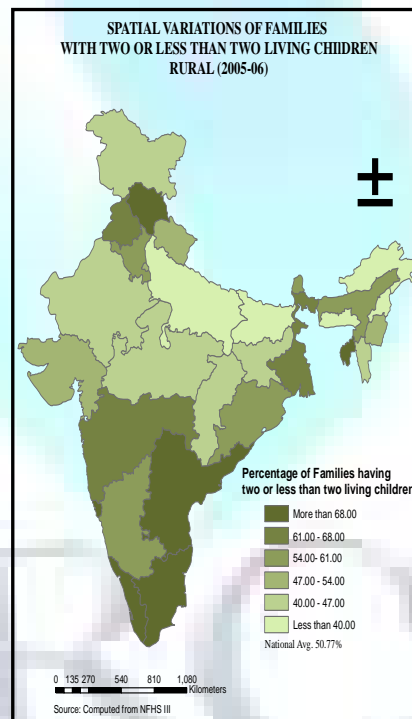 SPATIAL VARIATIONS OF FAMILIES
WITH TWO OR LESS THAN TWO LIVING CHIlDREN
RURAL (2005-06)
±
Percentage of Families having
two or less than two living children
More than 68.00
61.00 - 68.00
54.00- 61.00
47.00 - 54.00
40.00 - 47.00
Less than 40.00
National Avg. 50.77%
0 135 270 540 810 1,080
Kilometers
Source: Computed from NFHS III